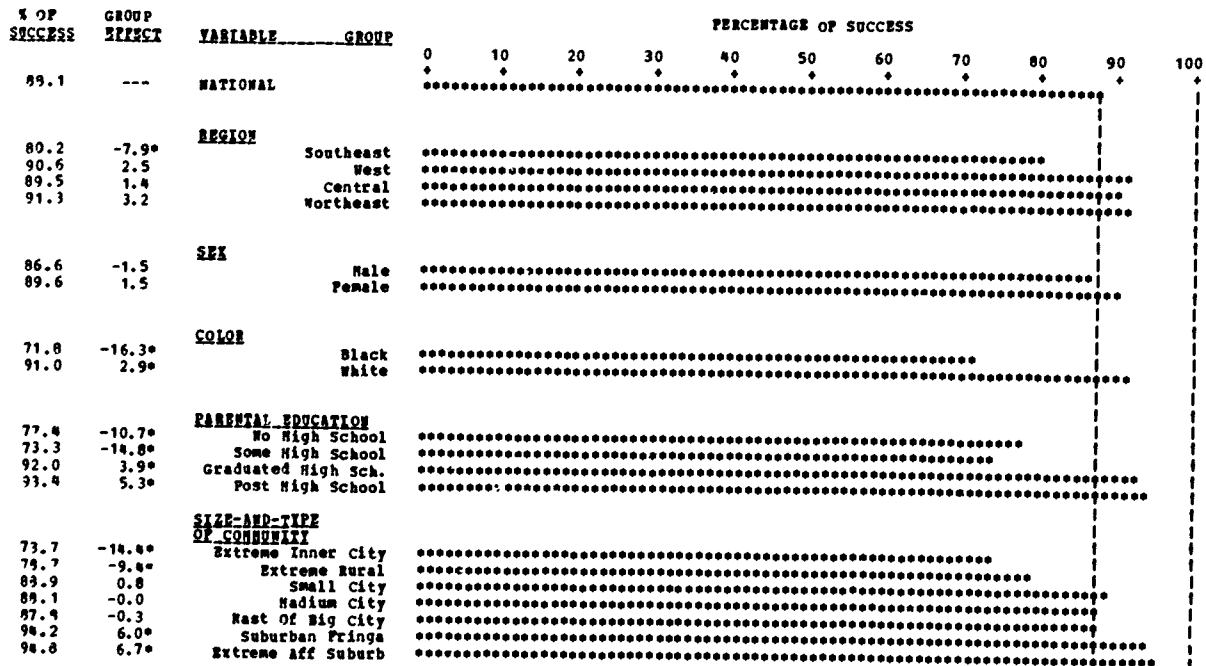 % OF GROUP PERCENTAGE OF SUCCESS
SUCCESS EFFECT VARIABLE GROUP
0 10 20 30 40 50 60 70 80 90 100
88.1 --- NATIONAL
REGION
80.2 -7.9* Southeast
90.6 2.5 West
89.5 1.4 Central
91.3 3.2 Northeast
SEX
86.6 -1.5 Male
89.6 1.5 Female
COLOR
71.8 -16.3* Black
91.0 2.9* White
PARENTAL EDUCATION
77.4 -10.7* No High School
73.3 -14.8* Some High School
92.0 3.9* Graduated High Sch.
93.4 5.3* Post High School
SIZE-AND-TYPE
OF COMMUNITY
73.7 -14.4* Extreme Inner City
78.7 -9.4* Extreme Rural
88.9 0.8 Small City
88.1 -0.0 Medium City
87.8 -0.3 Rest Of Big City
94.2 6.0* Suburban Fringe
94.8 6.7* Extreme Aff Suburb